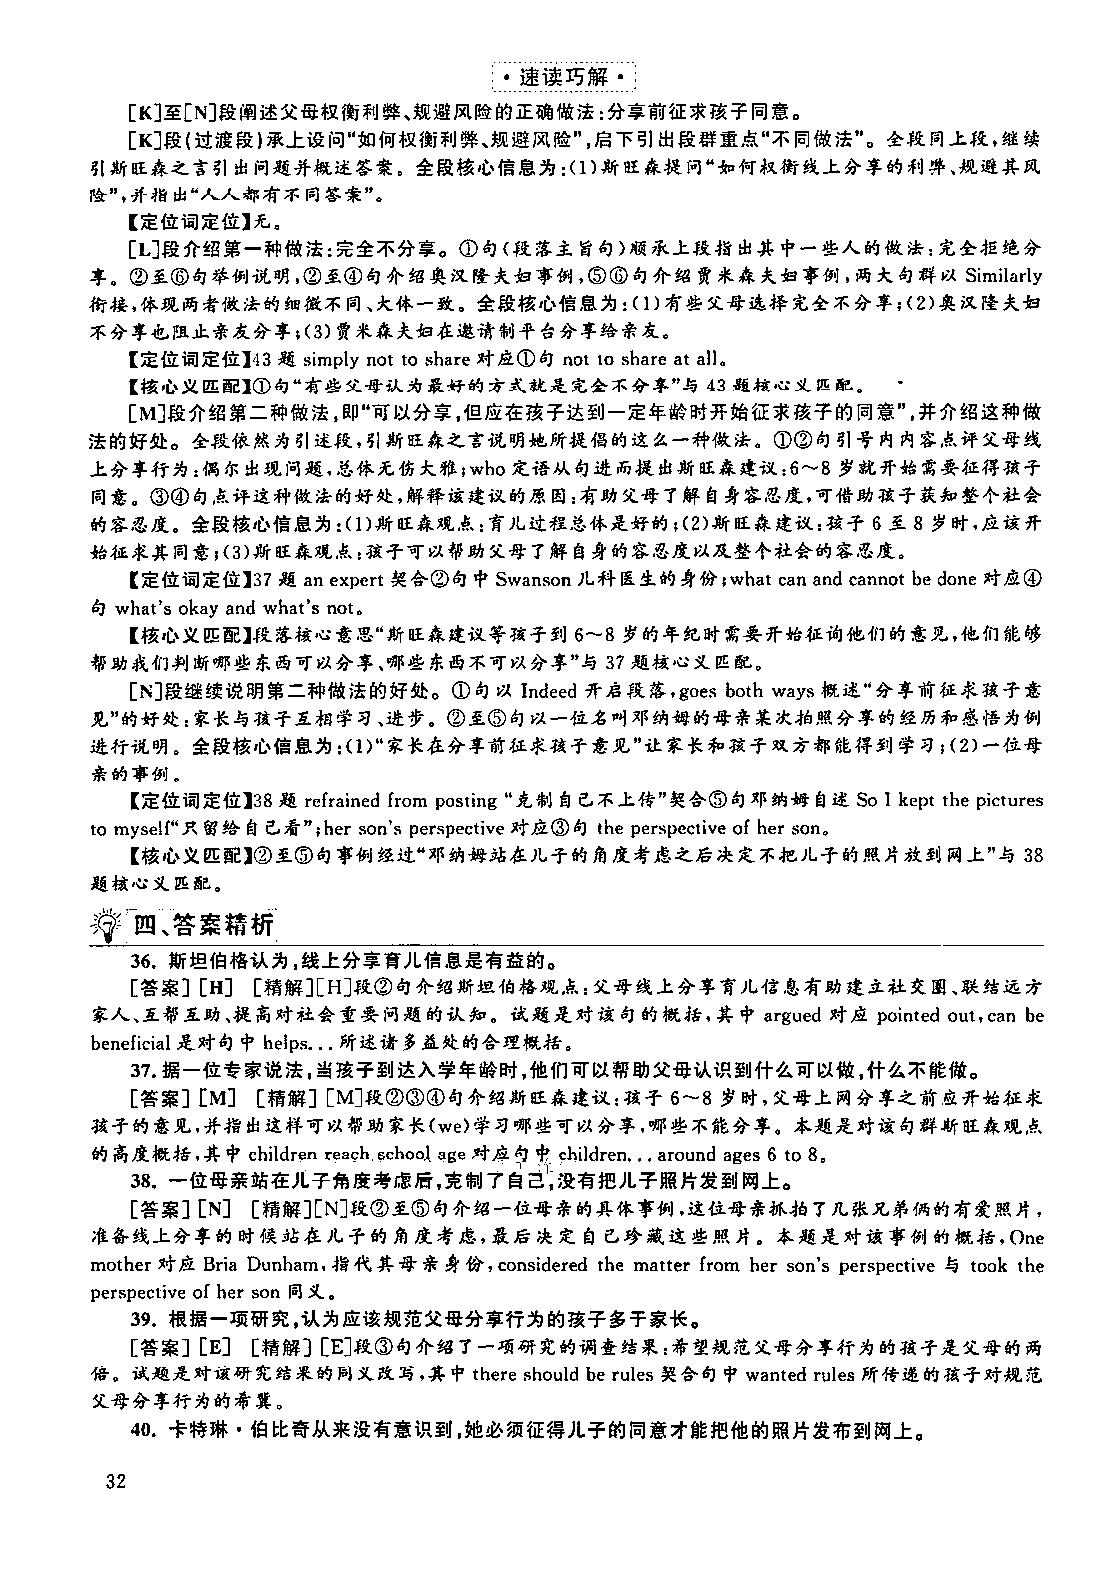 ·速读巧解·
[K]至[N]段阐述父母权衡利弊、规避风险的正确做法:分享前征求孩子同意。
[K]段(过渡段)承上设问“如何权衡利弊、规避风险”,启下引出段群重点“不同做法”。全段同上段,继续
引斯旺森之言引出问题并概述答案。全段核心信息为:(1)斯旺森提问“如何权衡线上分享的利弊、规避其风
险”,并指出“人人都有不同答案”。
【定位词定位】无。
[L]段介绍第一种做法:完全不分享。①句(段落主旨句)顺承上段指出其中一些人的做法:完全拒绝分
享。②至⑥句举例说明,②至④句介绍奥汉隆夫妇事例,⑤⑥句介绍贾米森夫妇事例,两大句群以 Similarly
衔接,体现两者做法的细微不同、大体一致。全段核心信息为:(1)有些父母选择完全不分享;(2)奥汉隆夫妇
不分享也阻止亲友分享;(3)贾米森夫妇在邀请制平台分享给亲友。
【定位词定位】43 题 simply not to share 对应①句 not to share at all。
【核心义匹配】①句“有些父母认为最好的方式就是完全不分享”与 43 题核心义匹配。
[M]段介绍第二种做法,即“可以分享,但应在孩子达到一定年龄时开始征求孩子的同意”,并介绍这种做
法的好处。全段依然为引述段,引斯旺森之言说明她所提倡的这么一种做法。①②句引号内内容点评父母线
上分享行为:偶尔出现问题,总体无伤大雅;who 定语从句进而提出斯旺森建议:6～8 岁就开始需要征得孩子
同意。③④句点评这种做法的好处,解释该建议的原因:有助父母了解自身容忍度,可借助孩子获知整个社会
的容忍度。全段核心信息为:(1)斯旺森观点:育儿过程总体是好的;(2)斯旺森建议:孩子 6 至 8 岁时,应该开
始征求其同意;(3)斯旺森观点:孩子可以帮助父母了解自身的容忍度以及整个社会的容忍度。
【定位词定位】37 题 an expert 契合②句中 Swanson 儿科医生的身份;what can and cannot be done 对应④
句 what's okay and what's not。
【核心义匹配】段落核心意思“斯旺森建议等孩子到 6～8 岁的年纪时需要开始征询他们的意见,他们能够
帮助我们判断哪些东西可以分享、哪些东西不可以分享”与 37 题核心义匹配。
[N]段继续说明第二种做法的好处。①句以 Indeed 开启段落,goes both ways 概述“分享前征求孩子意
见”的好处:家长与孩子互相学习、进步。②至⑤句以一位名叫邓纳姆的母亲某次拍照分享的经历和感悟为例
进行说明。全段核心信息为:(1)“家长在分享前征求孩子意见”让家长和孩子双方都能得到学习;(2)一位母
亲的事例。
【定位词定位】38 题 refrained from posting “克制自己不上传”契合⑤句邓纳姆自述 So I kept the pictures
to myself“只留给自己看”;her son's perspective 对应③句 the perspective of her son。
【核心义匹配】②至⑤句事例经过“邓纳姆站在儿子的角度考虑之后决定不把儿子的照片放到网上”与 38
题核心义匹配。
四、答案精析
36. 斯坦伯格认为,线上分享育儿信息是有益的。
[答案] [H] [精解][H]段②句介绍斯坦伯格观点:父母线上分享育儿信息有助建立社交圈、联结远方
家人、互帮互助、提高对社会重要问题的认知。试题是对该句的概括,其中 argued 对应 pointed out,can be
beneficial 是对句中 helps... 所述诸多益处的合理概括。
37. 据一位专家说法,当孩子到达入学年龄时,他们可以帮助父母认识到什么可以做,什么不能做。
[答案] [M] [精解] [M]段②③④句介绍斯旺森建议:孩子 6～8 岁时,父母上网分享之前应开始征求
孩子的意见,并指出这样可以帮助家长(we)学习哪些可以分享,哪些不能分享。本题是对该句群斯旺森观点
的高度概括,其中 children reach school age 对应句中 children... around ages 6 to 8。
38. 一位母亲站在儿子角度考虑后,克制了自己,没有把儿子照片发到网上。
[答案] [N] [精解][N]段②至⑤句介绍一位母亲的具体事例,这位母亲抓拍了几张兄弟俩的有爱照片,
准备线上分享的时候站在儿子的角度考虑,最后决定自己珍藏这些照片。本题是对该事例的概括,One
mother 对应 Bria Dunham,指代其母亲身份,considered the matter from her son's perspective 与 took the
perspective of her son 同义。
39. 根据一项研究,认为应该规范父母分享行为的孩子多于家长。
[答案] [E] [精解] [E]段③句介绍了一项研究的调查结果:希望规范父母分享行为的孩子是父母的两
倍。试题是对该研究结果的同义改写,其中 there should be rules 契合句中 wanted rules 所传递的孩子对规范
父母分享行为的希冀。
40. 卡特琳·伯比奇从来没有意识到,她必须征得儿子的同意才能把他的照片发布到网上。
32